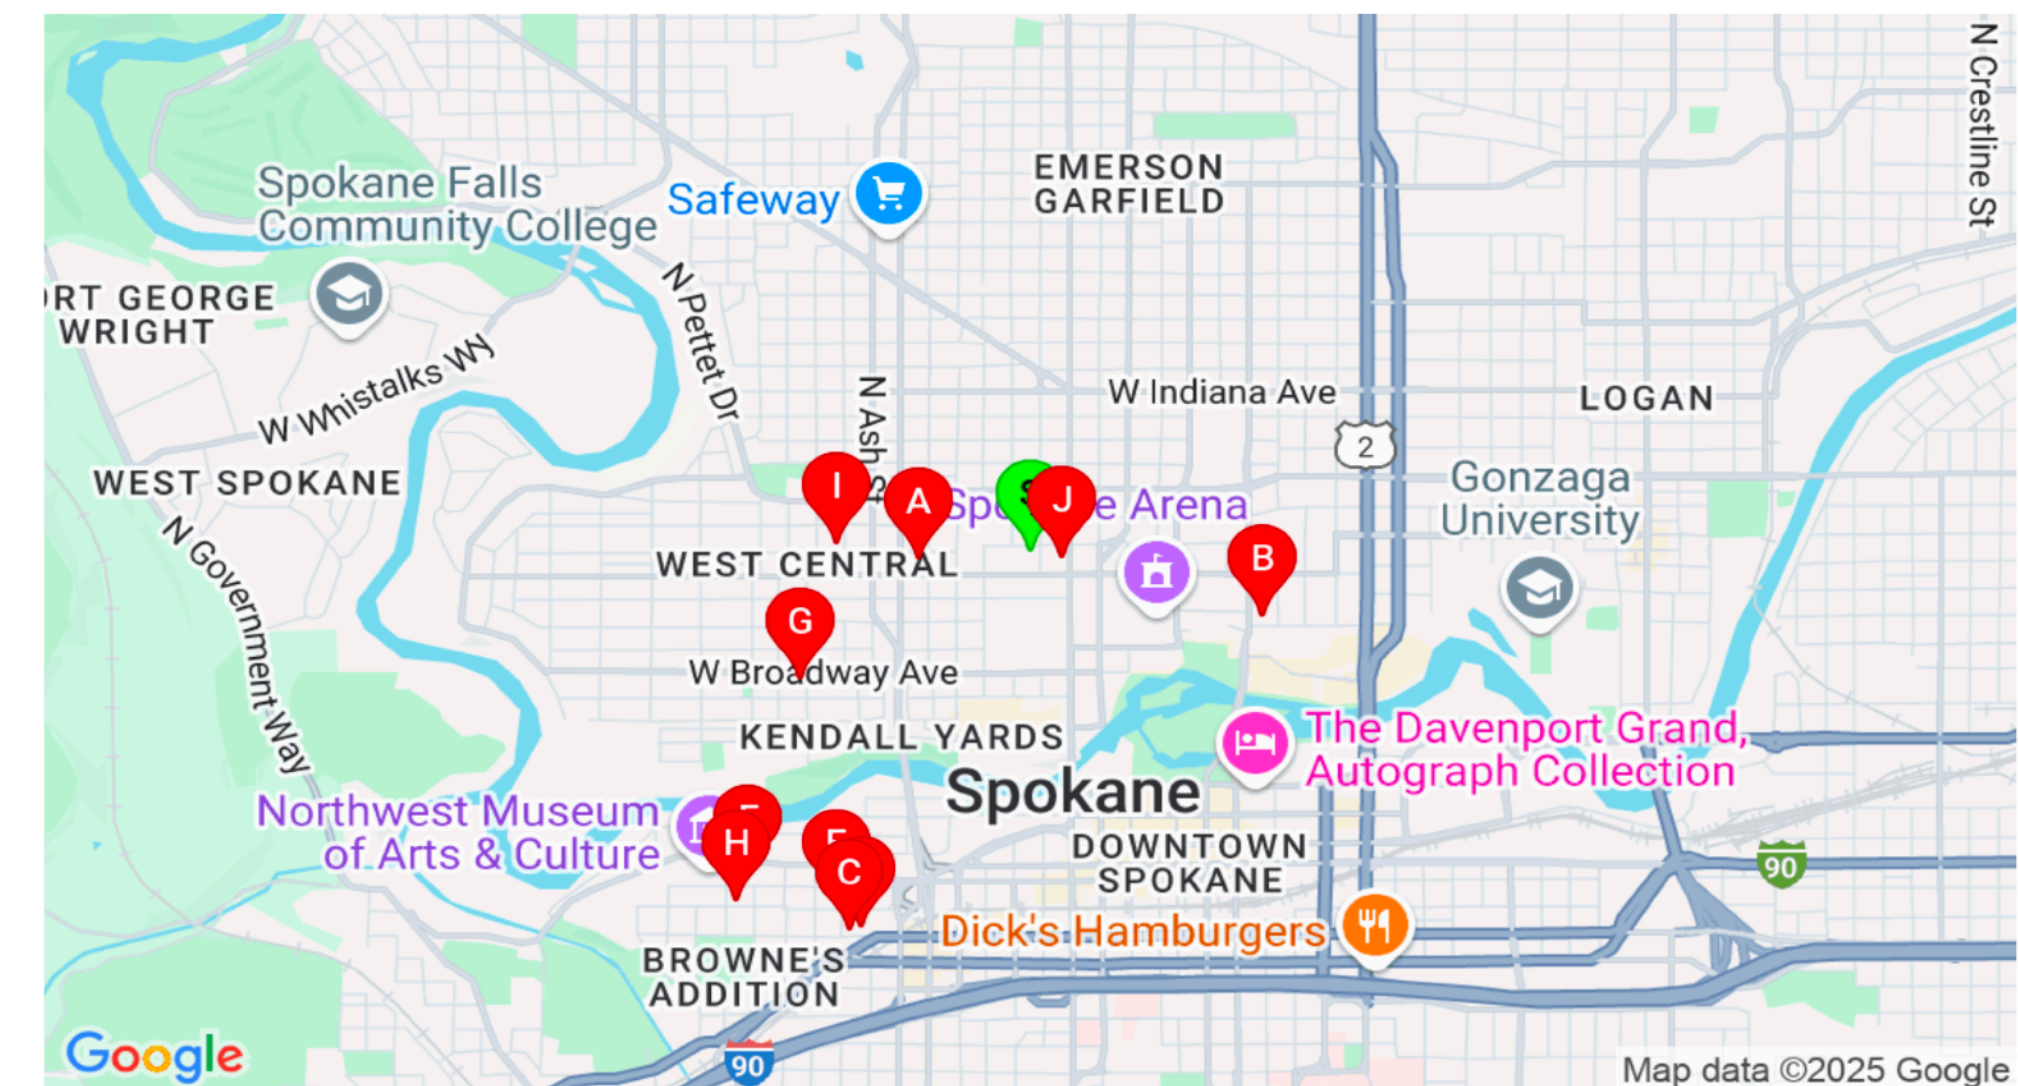 N Crestline St
EMERSON
GARFIELD
Spokane Falls
Community College
Safeway
N Pettet Dr
ORT GEORGE
WRIGHT
W Whistalks Wy
N Ash St
W Indiana Ave
LOGAN
2
WEST SPOKANE
Gonzaga
University
I
A
J
Arena
B
N Government Way
WEST CENTRAL
G
W Broadway Ave
KENDALL YARDS
The Davenport Grand,
Autograph Collection
Spokane
Northwest Museum
of Arts & Culture
H
C
DOWNTOWN
SPOKANE
90
Dick's Hamburgers
BROWNE'S
ADDITION
Google
90
Map data ©2025 Google